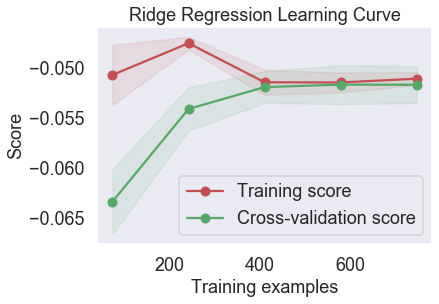 Ridge Regression Learning Curve
Score
−0.050
−0.055
−0.060
−0.065
Training score
Cross-validation score
200
400
600
Training examples